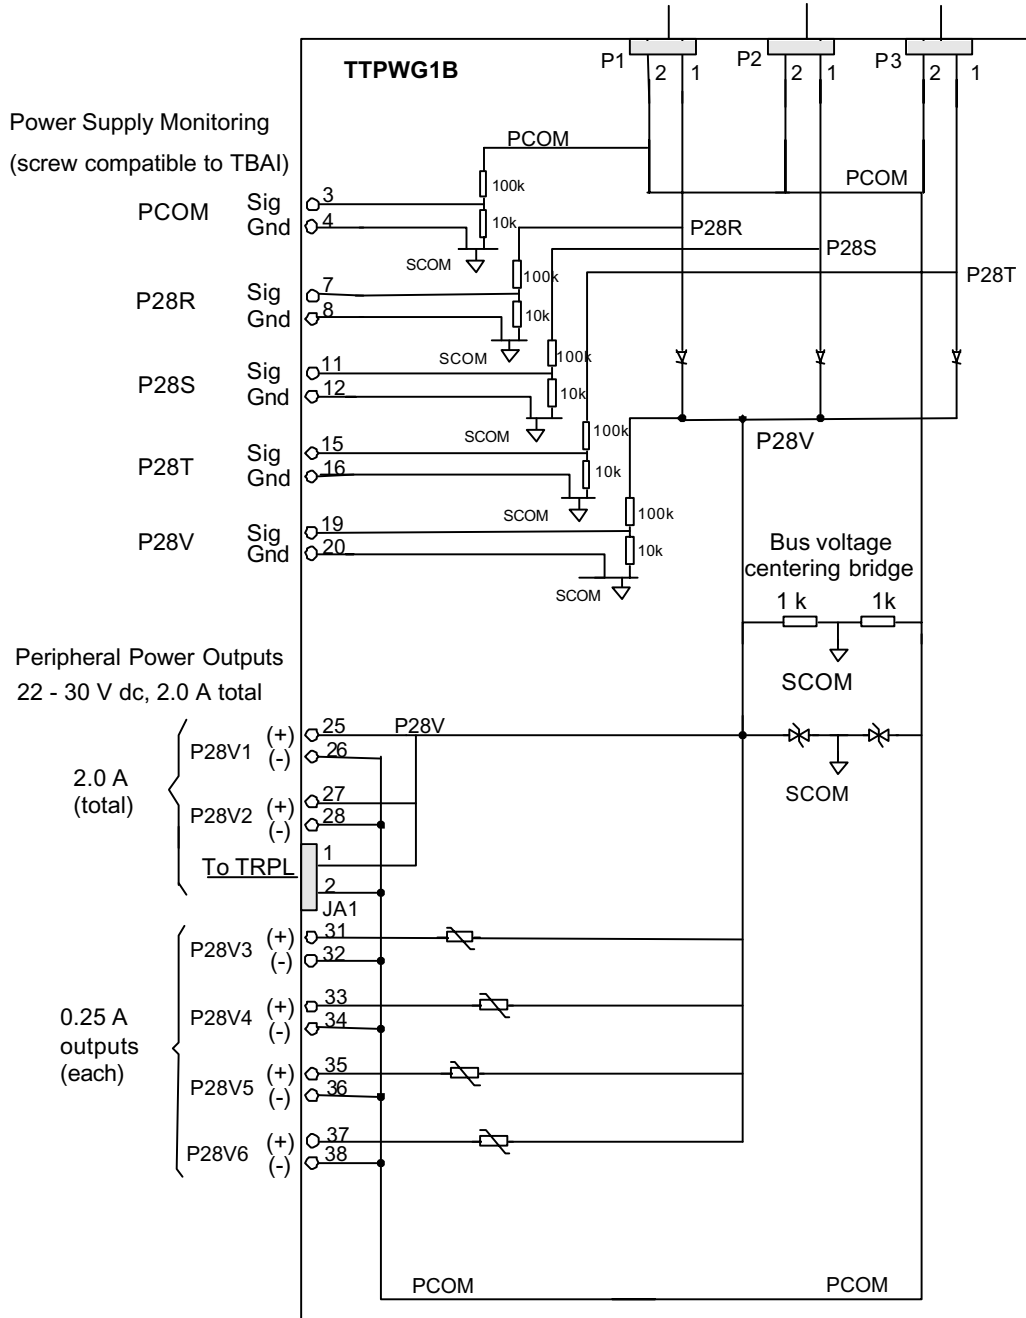 TTPWG1B
P1 2 1 P2 2 1 P3 2 1
Power Supply Monitoring
(screw compatible to TBAI)
PCOM
PCOM
100k
PCOM Sig 3
Gnd 4
10k
SCOM
P28R
P28S
P28T
P28R Sig 7
Gnd 8
100k
10k
SCOM
P28S Sig 11
Gnd 12
100k
10k
SCOM
P28V
P28T Sig 15
Gnd 16
100k
10k
SCOM
P28V Sig 19
Gnd 20
100k
10k
SCOM
Bus voltage
centering bridge
1 k 1k
SCOM
Peripheral Power Outputs
22 - 30 V dc, 2.0 A total
P28V
P28V1 (+) 25
(-) 26
2.0 A
(total)
SCOM
P28V2 (+) 27
(-) 28
To TRPL 1
2
JA1
P28V3 (+) 31
(-) 32
0.25 A
outputs
(each)
P28V4 (+) 33
(-) 34
P28V5 (+) 35
(-) 36
P28V6 (+) 37
(-) 38
PCOM PCOM